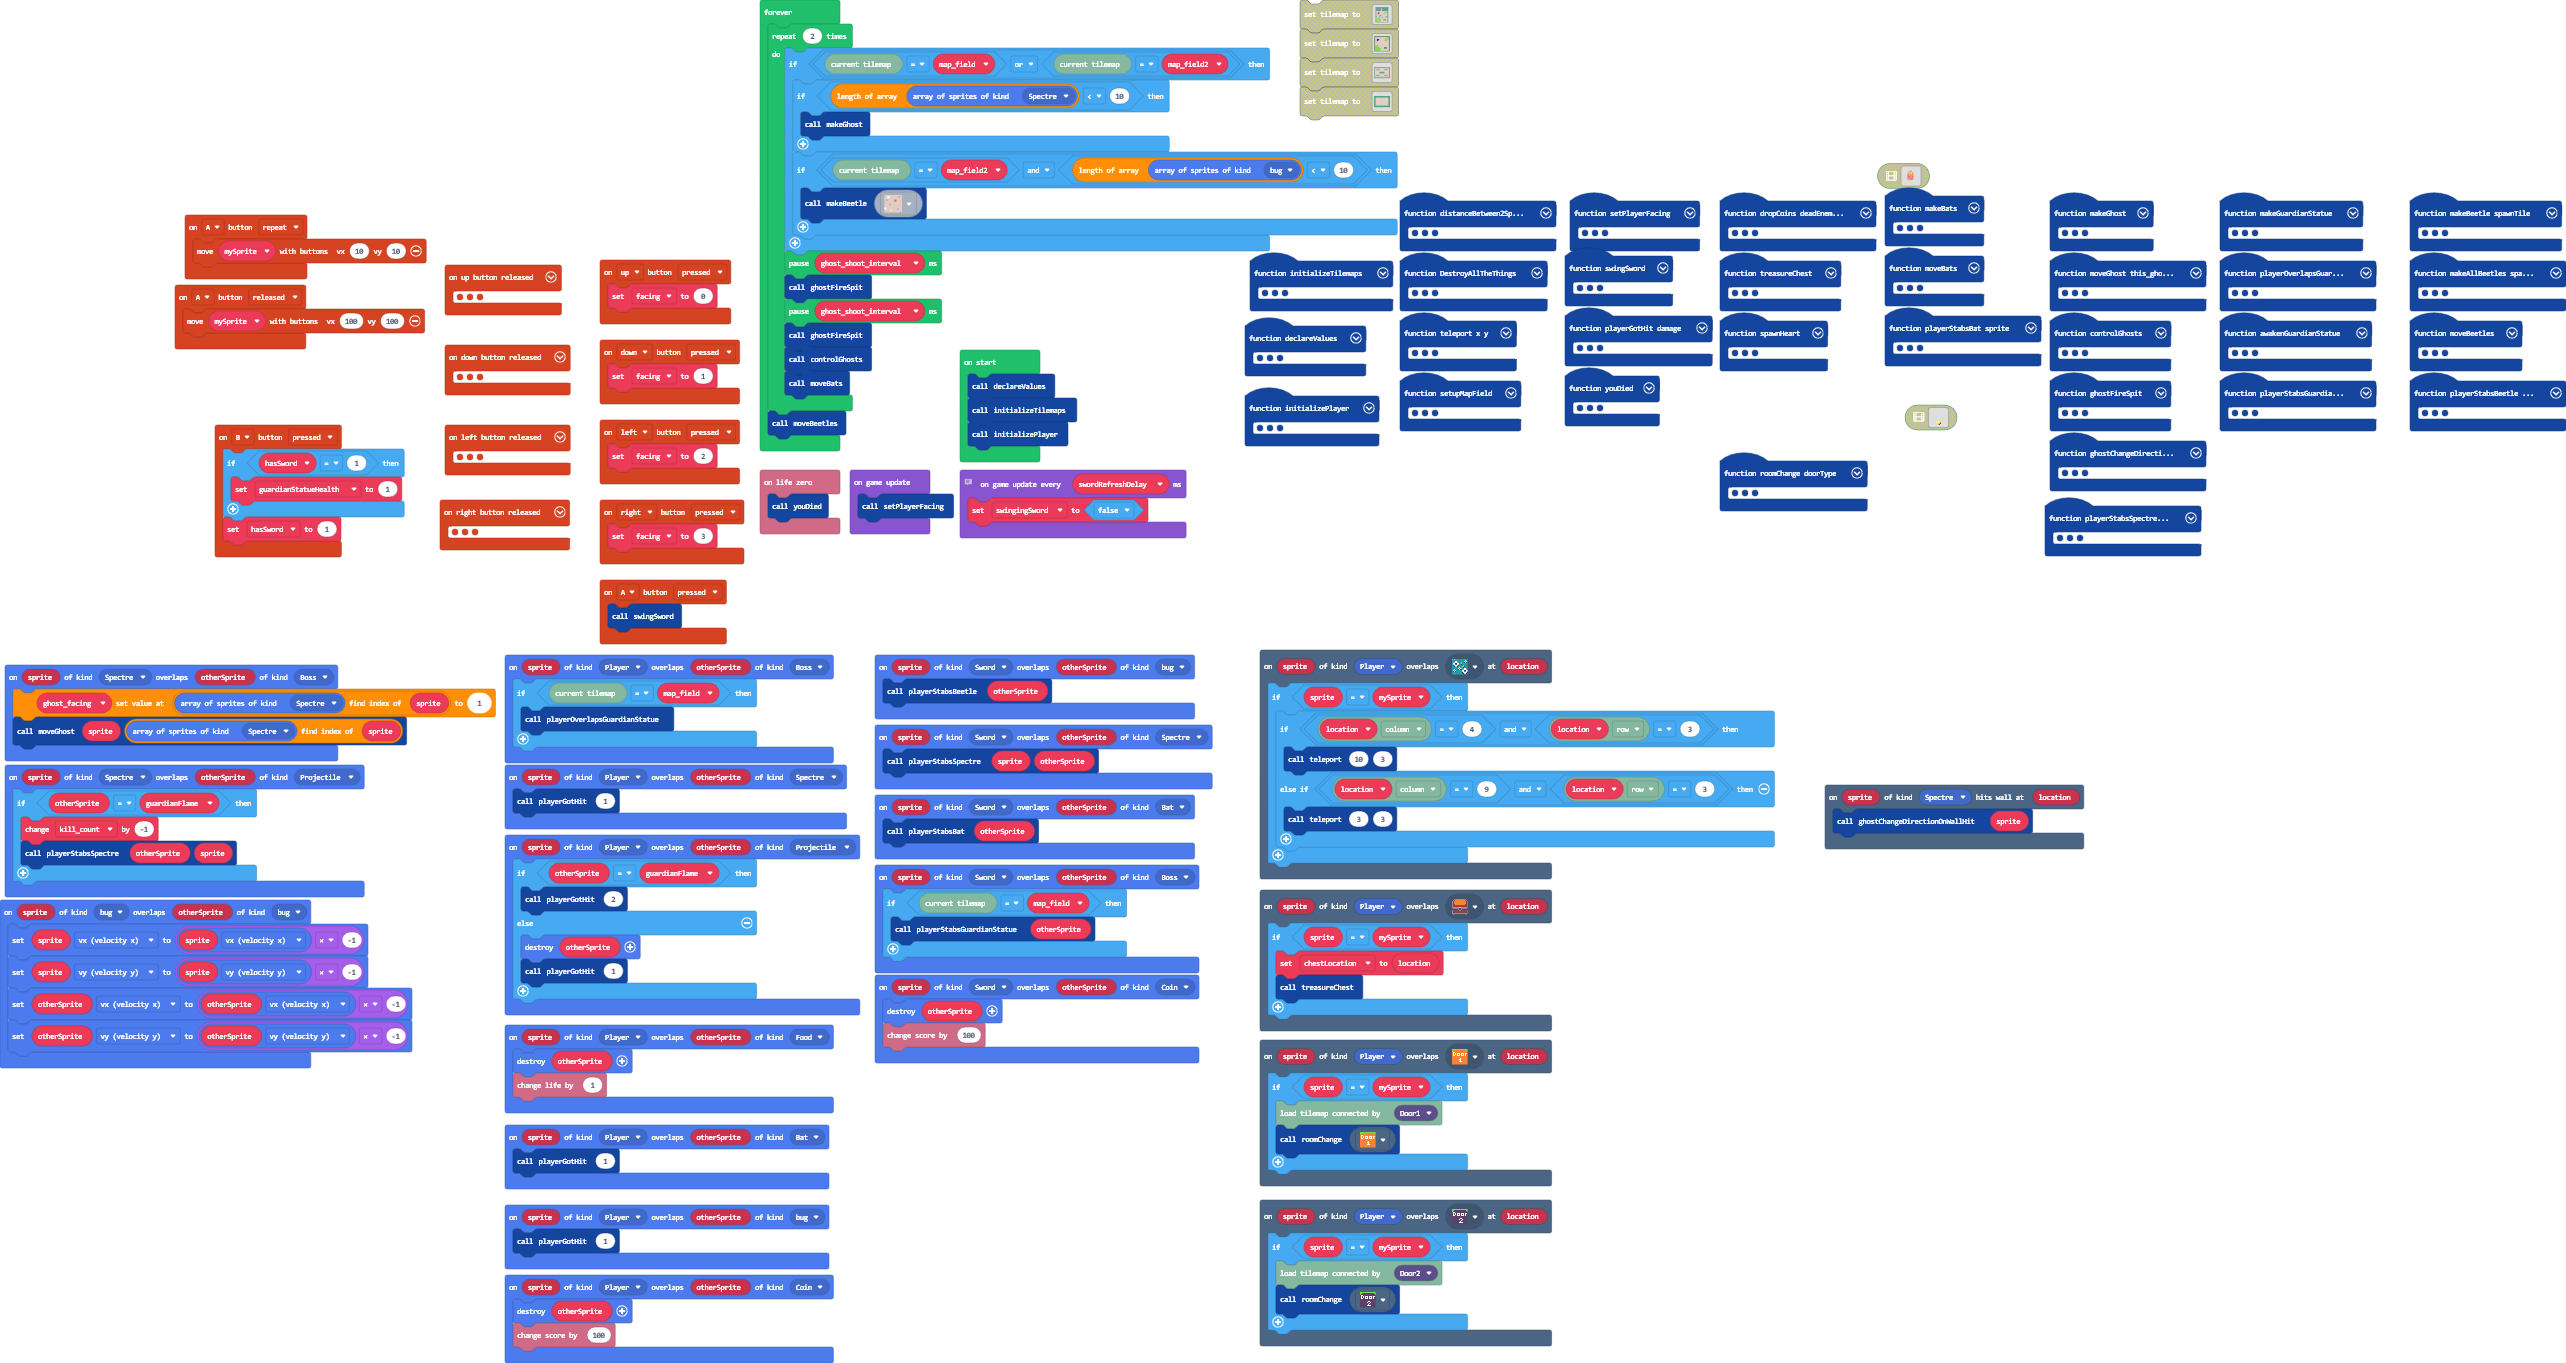 forever
repeat 2 times
do
if current tilemap = map_field or current tilemap = map_field2 then
if length of array array of sprites of kind Spectre < 10 then
call makeGhost
if current tilemap = map_field2 and length of array array of sprites of kind bug < 10 then
call makeBeetle
pause ghost_shoot_interval ms
call ghostFireSpit
pause ghost_shoot_interval ms
call ghostFireSpit
call controlGhosts
call moveBats
call moveBeetles
set tilemap to
set tilemap to
set tilemap to
set tilemap to
on A button repeat
move mySprite with buttons vx 10 vy 10
on A button released
move mySprite with buttons vx 100 vy 100
on B button pressed
if hasSword = 1 then
set guardianStatueHealth to 1
set hasSword to 1
on up button released
on down button released
on left button released
on right button released
on up button pressed
set facing to 0
on down button pressed
set facing to 1
on left button pressed
set facing to 2
on right button pressed
set facing to 3
on A button pressed
call swingSword
on start
call declareValues
call initializeTilemaps
call initializePlayer
on life zero
call youDied
on game update
call setPlayerFacing
on game update every swordRefreshDelay ms
set swingingSword to false
function initializeTilemaps
function declareValues
function initializePlayer
function distanceBetween2Sp...
function DestroyAllTheThings
function teleport x y
function setupMapField
function setPlayerFacing
function swingSword
function playerGotHit damage
function youDied
function dropCoins deadEnem...
function treasureChest
function spawnHeart
function roomChange doorType
function makeBats
function moveBats
function playerStabsBat sprite
function makeGhost
function moveGhost this_gho...
function controlGhosts
function ghostFireSpit
function ghostChangeDirecti...
function playerStabsSpectre...
function makeGuardianStatue
function playerOverlapsGuar...
function awakenGuardianStatue
function playerStabsGuardia...
function makeBeetle spawnTile
function makeAllBeetles spa...
function moveBeetles
function playerStabsBeetle ...
on sprite of kind Spectre overlaps otherSprite of kind Boss
ghost_facing set value at array of sprites of kind Spectre find index of sprite to 1
call moveGhost sprite array of sprites of kind Spectre find index of sprite
on sprite of kind Spectre overlaps otherSprite of kind Projectile
if otherSprite = guardianFlame then
change kill_count by -1
call playerStabsSpectre otherSprite sprite
on sprite of kind bug overlaps otherSprite of kind bug
set sprite vx (velocity x) to sprite vx (velocity x) × -1
set sprite vy (velocity y) to sprite vy (velocity y) × -1
set otherSprite vx (velocity x) to otherSprite vx (velocity x) × -1
set otherSprite vy (velocity y) to otherSprite vy (velocity y) × -1
on sprite of kind Player overlaps otherSprite of kind Boss
if current tilemap = map_field then
call playerOverlapsGuardianStatue
on sprite of kind Player overlaps otherSprite of kind Spectre
call playerGotHit 1
on sprite of kind Player overlaps otherSprite of kind Projectile
if otherSprite = guardianFlame then
call playerGotHit 2
else
destroy otherSprite
call playerGotHit 1
on sprite of kind Player overlaps otherSprite of kind Food
destroy otherSprite
change life by 1
on sprite of kind Player overlaps otherSprite of kind Bat
call playerGotHit 1
on sprite of kind Player overlaps otherSprite of kind bug
call playerGotHit 1
on sprite of kind Player overlaps otherSprite of kind Coin
destroy otherSprite
change score by 100
on sprite of kind Sword overlaps otherSprite of kind bug
call playerStabsBeetle otherSprite
on sprite of kind Sword overlaps otherSprite of kind Spectre
call playerStabsSpectre sprite otherSprite
on sprite of kind Sword overlaps otherSprite of kind Bat
call playerStabsBat otherSprite
on sprite of kind Sword overlaps otherSprite of kind Boss
if current tilemap = map_field then
call playerStabsGuardianStatue otherSprite
on sprite of kind Sword overlaps otherSprite of kind Coin
destroy otherSprite
change score by 100
on sprite of kind Player overlaps at location
if sprite = mySprite then
if location column = 4 and location row = 3 then
call teleport 10 3
else if location column = 9 and location row = 3 then
call teleport 3 3
on sprite of kind Player overlaps at location
if sprite = mySprite then
set chestLocation to location
call treasureChest
on sprite of kind Player overlaps Door 1 at location
if sprite = mySprite then
load tilemap connected by Door1
call roomChange Door 1
on sprite of kind Player overlaps Door 2 at location
if sprite = mySprite then
load tilemap connected by Door2
call roomChange Door 2
on sprite of kind Spectre hits wall at location
call ghostChangeDirectionOnWallHit sprite